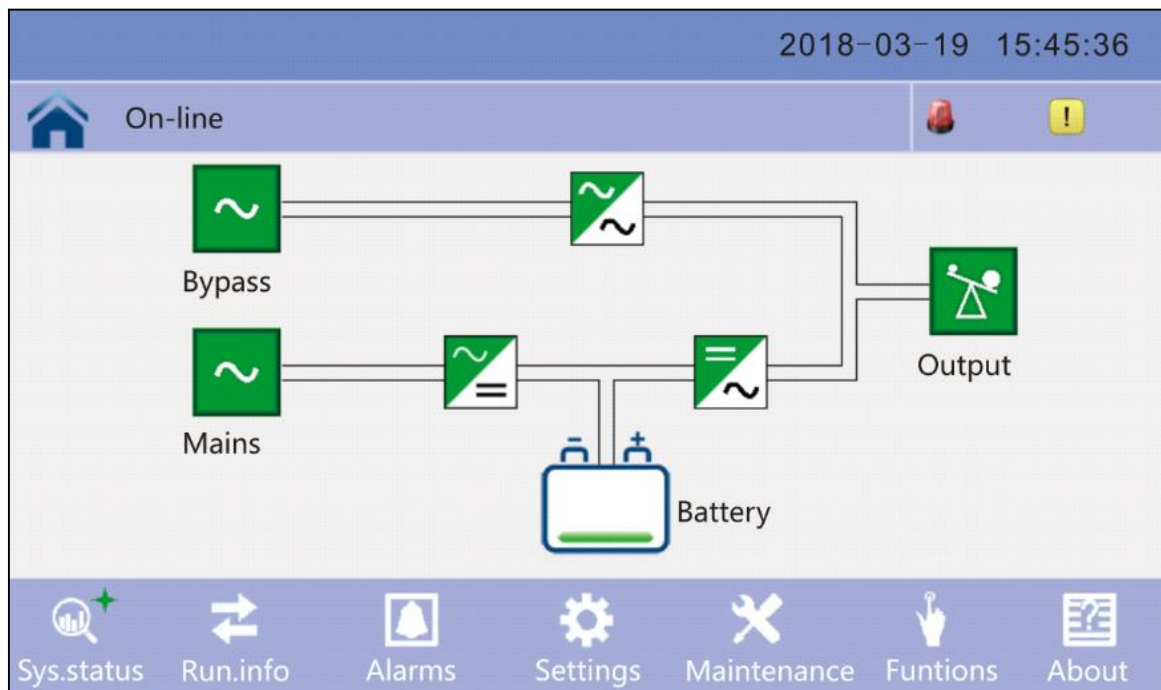 2018-03-19 15:45:36
On-line
!
Bypass
Output
Mains
- +
Battery
Sys.status Run.info Alarms Settings Maintenance Funtions About